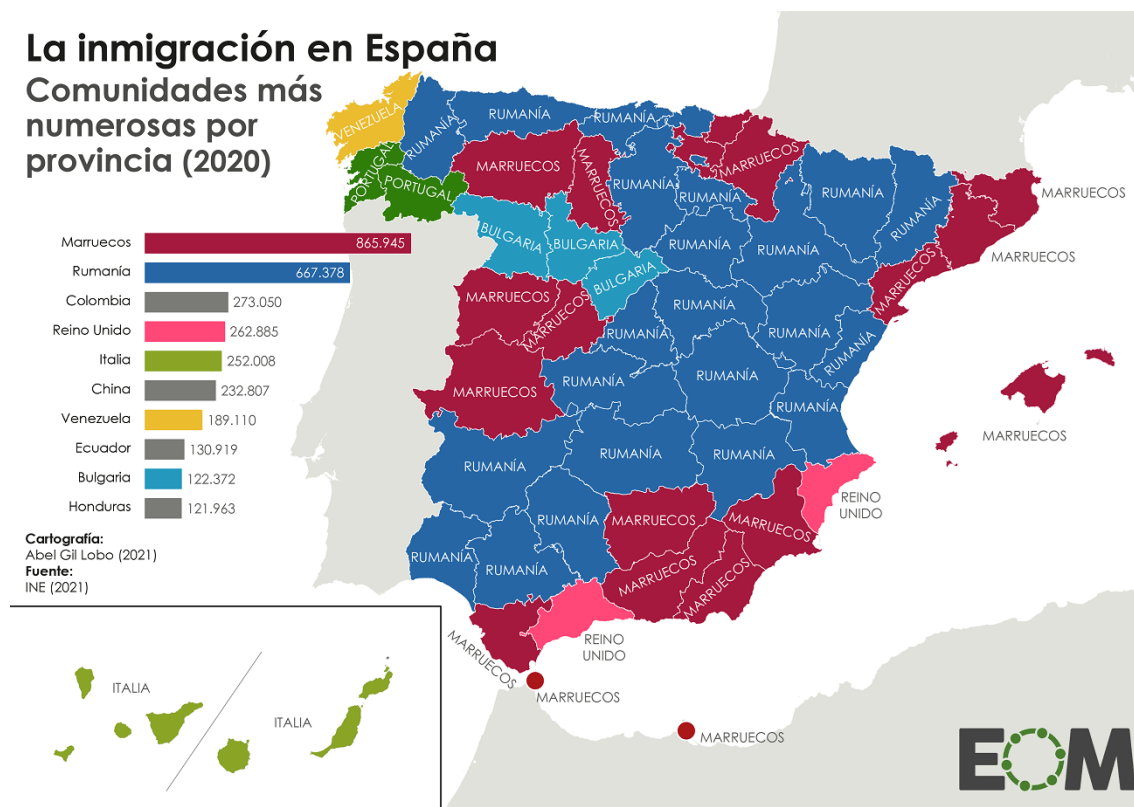 La inmigración en España
Comunidades más
numerosas por
provincia (2020)
Marruecos 865.945
Rumanía 667.378
Colombia 273.050
Reino Unido 262.885
Italia 252.008
China 232.807
Venezuela 189.110
Ecuador 130.919
Bulgaria 122.372
Honduras 121.963
Cartografía:
Abel Gil Lobo (2021)
Fuente:
INE (2021)
VENEZUELA
RUMANÍA
RUMANÍA
RUMANÍA
PORTUGAL
PORTUGAL
MARRUECOS
MARRUECOS
RUMANÍA
MARRUECOS
RUMANÍA
RUMANÍA
RUMANÍA
MARRUECOS
BULGARIA
BULGARIA
BULGARIA
RUMANÍA
RUMANÍA
MARRUECOS
MARRUECOS
MARRUECOS
MARRUECOS
RUMANÍA
RUMANÍA
RUMANÍA
RUMANÍA
MARRUECOS
RUMANÍA
RUMANÍA
RUMANÍA
MARRUECOS
RUMANÍA
RUMANÍA
RUMANÍA
REINO
UNIDO
RUMANÍA
MARRUECOS
MARRUECOS
RUMANÍA
RUMANÍA
MARRUECOS
MARRUECOS
MARRUECOS
REINO
UNIDO
MARRUECOS
MARRUECOS
ITALIA
ITALIA
EOM